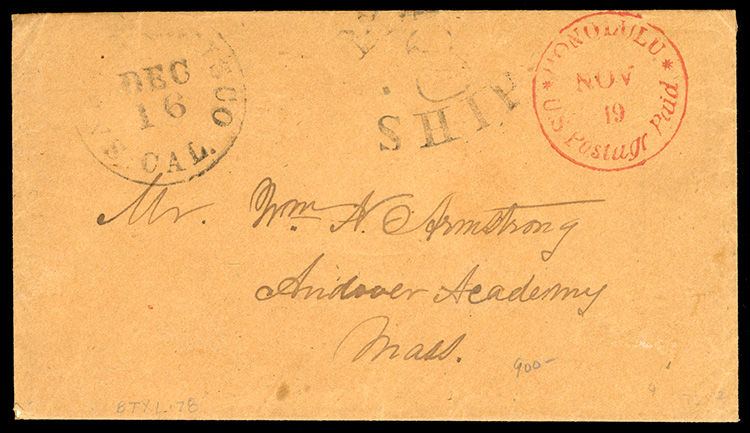 DEC
16
CAL.
SHIP
* HONOLULU. *
NOV
19
U.S. Postage Paid
Mr. Wm N. Armstrong
Andover Academy
Mass.
900-